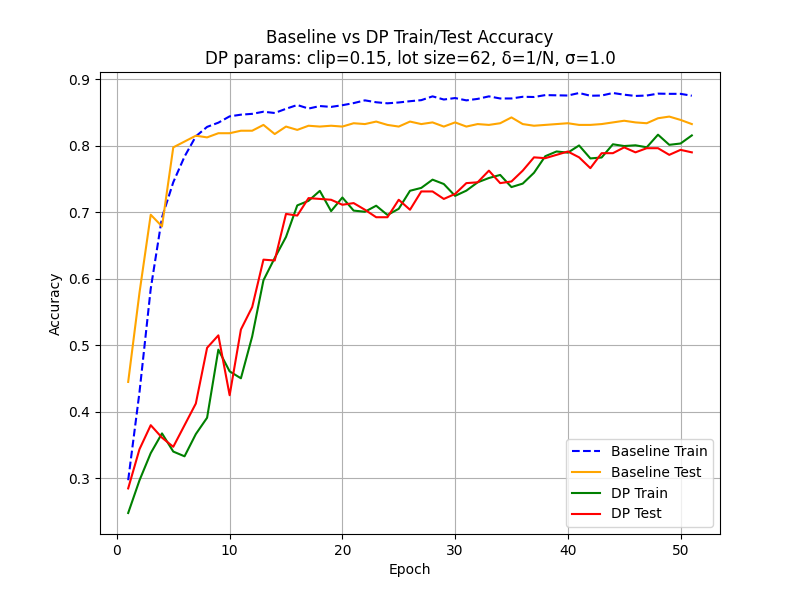 Baseline vs DP Train/Test Accuracy
DP params: clip=0.15, lot size=62, δ=1/N, σ=1.0
Accuracy
0.9
0.8
0.7
0.6
0.5
0.4
0.3
Baseline Train
Baseline Test
DP Train
DP Test
0 10 20 30 40 50
Epoch